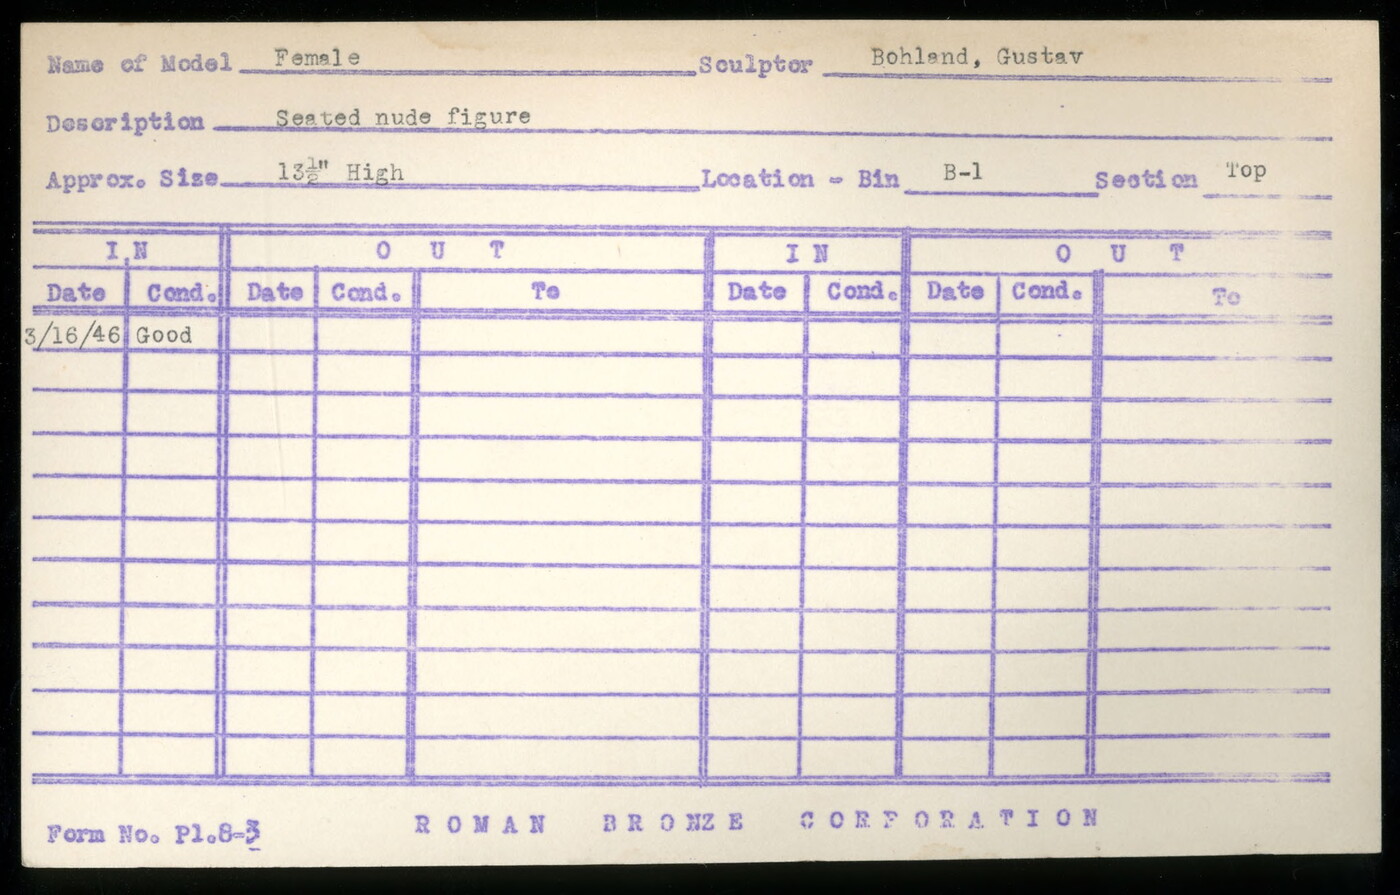 Name of Model Female Sculptor Bohland, Gustav
Description Seated nude figure
Approx. Size 13½" High Location - Bin B-1 Section Top
IN OUT IN OUT
Date Cond. Date Cond. To Date Cond. Date Cond. To
3/16/46 Good
Form No. Pl.8-3 ROMAN BRONZE CORPORATION